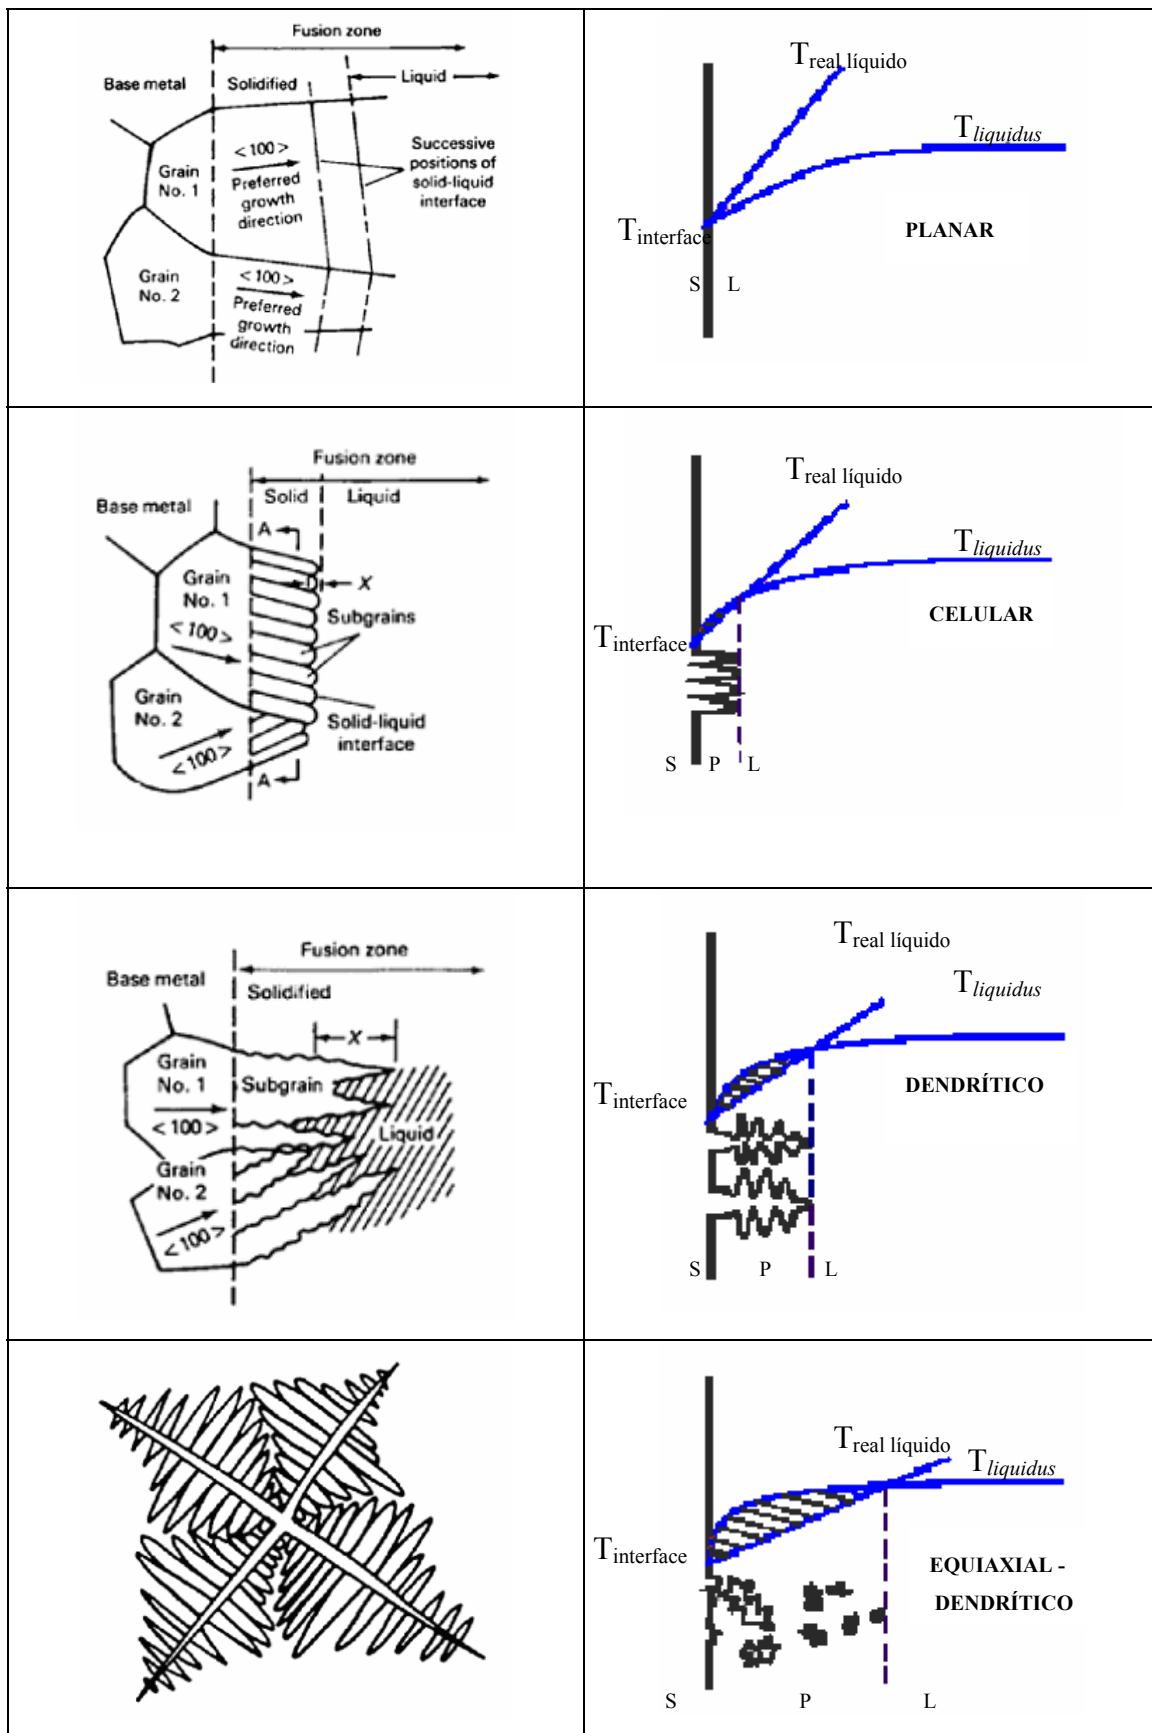 Fusion zone
Liquid
Base metal
Solidified
<100>
Preferred
growth
direction
Grain
No. 1
Successive
positions of
solid-liquid
interface
Grain
No. 2
<100>
Preferred
growth
direction
Treal líquido
Tliquidus
Tinterface
PLANAR
S L
Fusion zone
Solid Liquid
Base metal
A
X
Grain
No. 1
<100>
Subgrains
Grain
No. 2
<100>
Solid-liquid
interface
A
Treal líquido
Tliquidus
CELULAR
Tinterface
S P L
Fusion zone
Base metal
Solidified
X
Grain
No. 1
Subgrain
<100>
Liquid
Grain
No. 2
<100>
Treal líquido
Tliquidus
DENDRÍTICO
Tinterface
S P L
Treal líquido
Tliquidus
Tinterface
EQUIAXIAL -
DENDRÍTICO
S P L